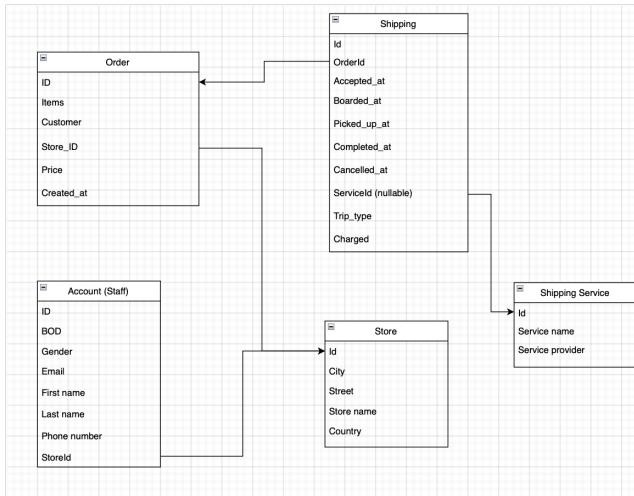 Order
ID
Items
Customer
Store_ID
Price
Created_at
Shipping
Id
OrderId
Accepted_at
Boarded_at
Picked_up_at
Completed_at
Cancelled_at
ServiceId (nullable)
Trip_type
Charged
Account (Staff)
ID
BOD
Gender
Email
First name
Last name
Phone number
StoreId
Store
Id
City
Street
Store name
Country
Shipping Service
Id
Service name
Service provider